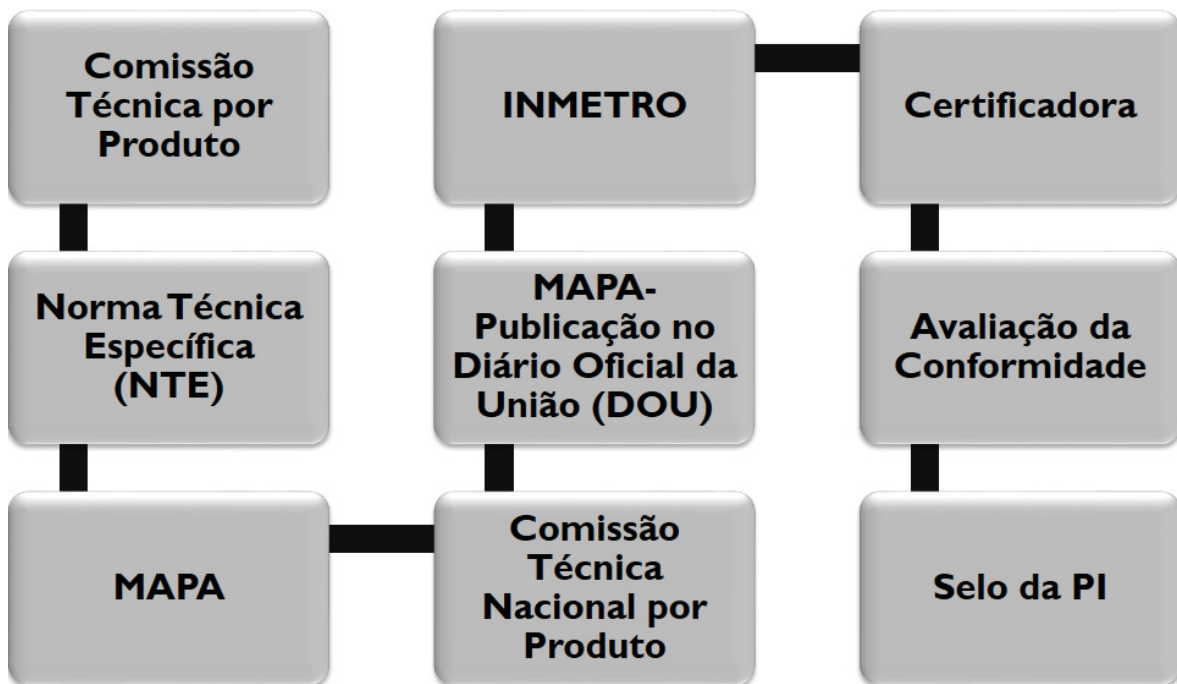 Comissão
Técnica por
Produto
Norma Técnica
Específica
(NTE)
MAPA
Comissão
Técnica
Nacional por
Produto
MAPA-
Publicação no
Diário Oficial da
União (DOU)
INMETRO
Certificadora
Avaliação da
Conformidade
Selo da PI